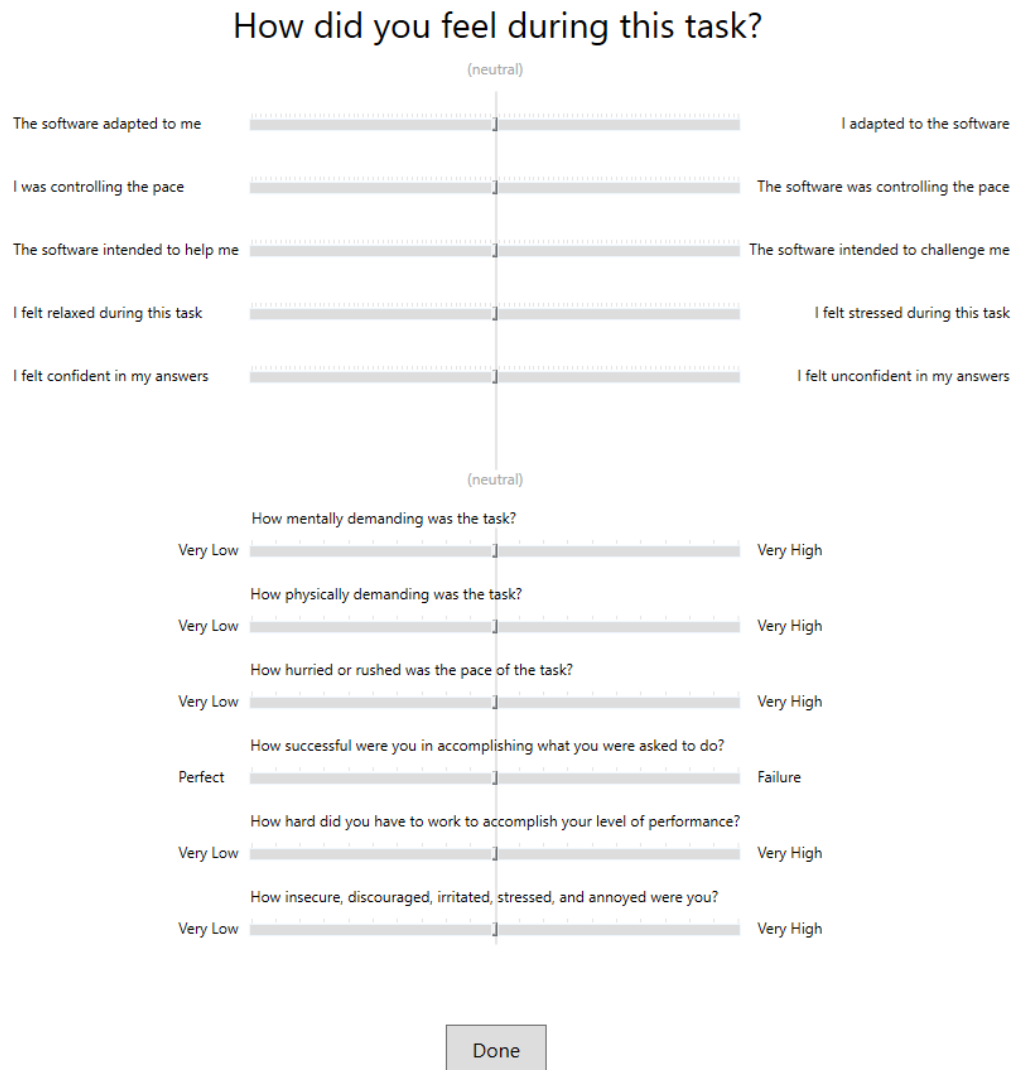 How did you feel during this task?
(neutral)
The software adapted to me I adapted to the software
I was controlling the pace The software was controlling the pace
The software intended to help me The software intended to challenge me
I felt relaxed during this task I felt stressed during this task
I felt confident in my answers I felt unconfident in my answers
(neutral)
How mentally demanding was the task?
Very Low Very High
How physically demanding was the task?
Very Low Very High
How hurried or rushed was the pace of the task?
Very Low Very High
How successful were you in accomplishing what you were asked to do?
Perfect Failure
How hard did you have to work to accomplish your level of performance?
Very Low Very High
How insecure, discouraged, irritated, stressed, and annoyed were you?
Very Low Very High
Done